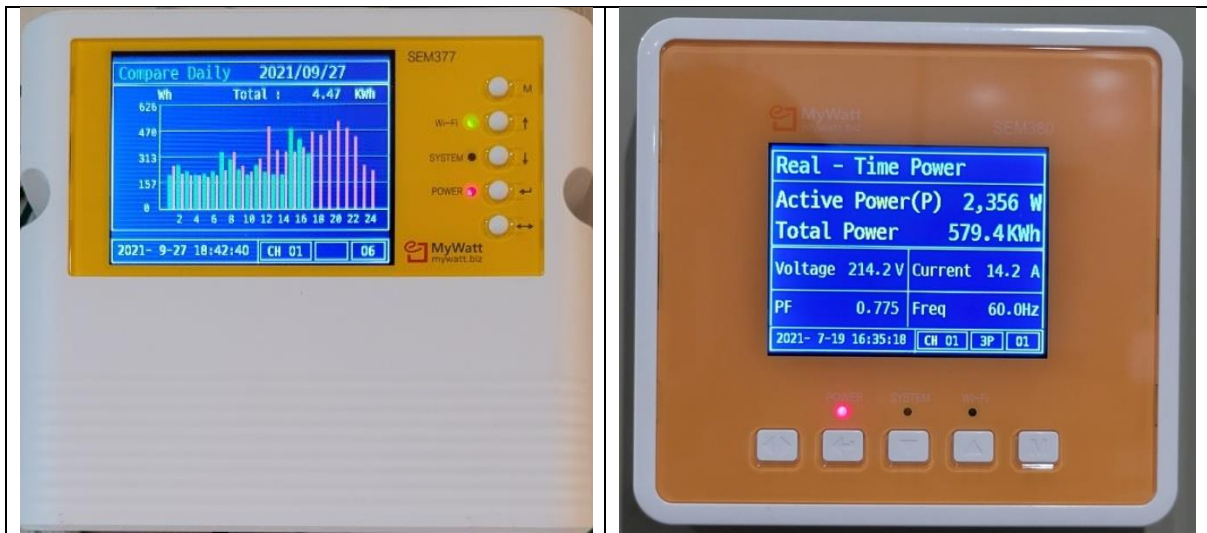 SEM377
Compare Daily 2021/09/27
Wh Total : 4.47 KWh
626
470
313
157
0
2 4 6 8 10 12 14 16 18 20 22 24
2021- 9-27 18:42:40 CH 01 06
M
Wi-Fi ↑
SYSTEM ↓
POWER ↵
↔
MyWatt
mywatt.biz
MyWatt
mywatt.biz
SEM380
Real - Time Power
Active Power(P) 2,356 W
Total Power 579.4KWh
Voltage 214.2 V Current 14.2 A
PF 0.775 Freq 60.0Hz
2021- 7-19 16:35:18 CH 01 3P 01
POWER SYSTEM Wi-Fi
M